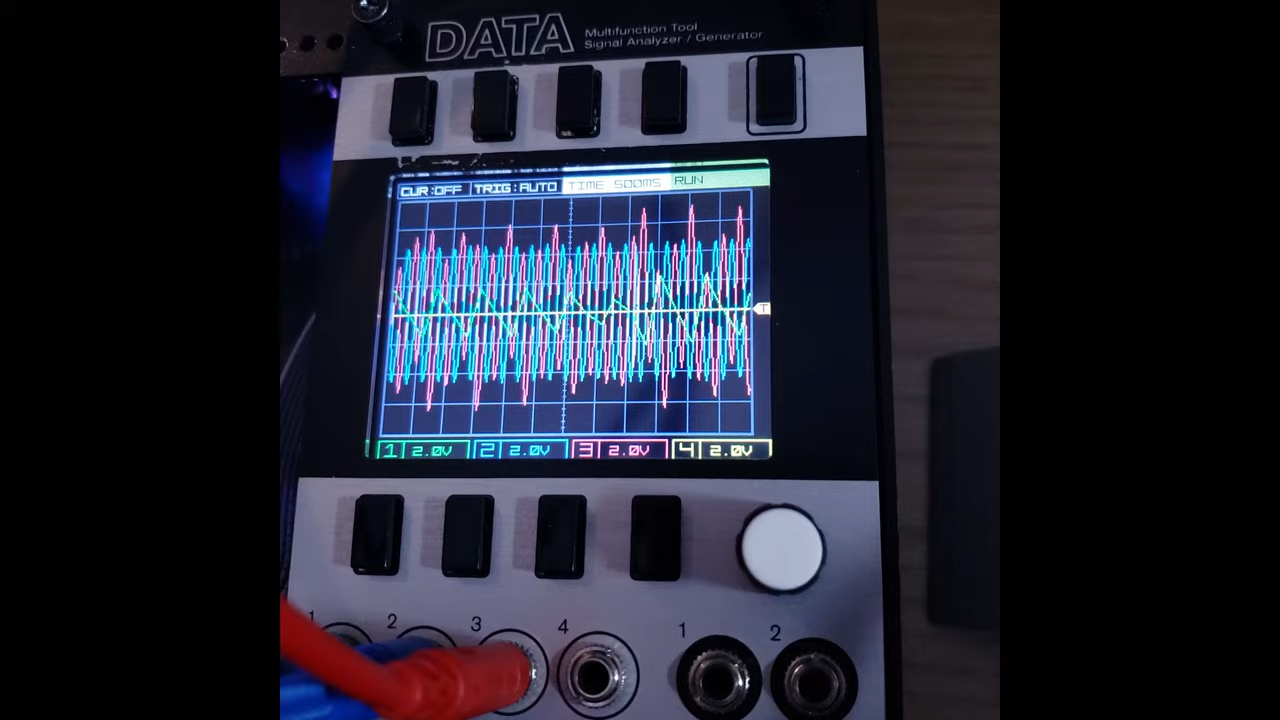 DATA
Multifunction Tool
Signal Analyzer / Generator
CUR:OFF TRIG:AUTO TIME 500MS RUN
T
1 2.0V 2 2.0V 3 2.0V 4 2.0V
1 2 3 4 1 2